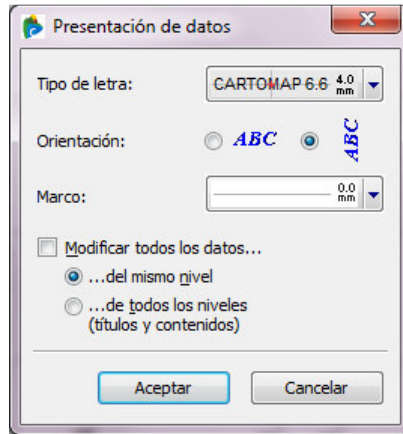 Presentación de datos
Tipo de letra: CARTOMAP 6.6 4.0 mm
Orientación: ABC ABC
Marco: 0.0 mm
Modificar todos los datos...
...del mismo nivel
...de todos los niveles
(títulos y contenidos)
Aceptar Cancelar